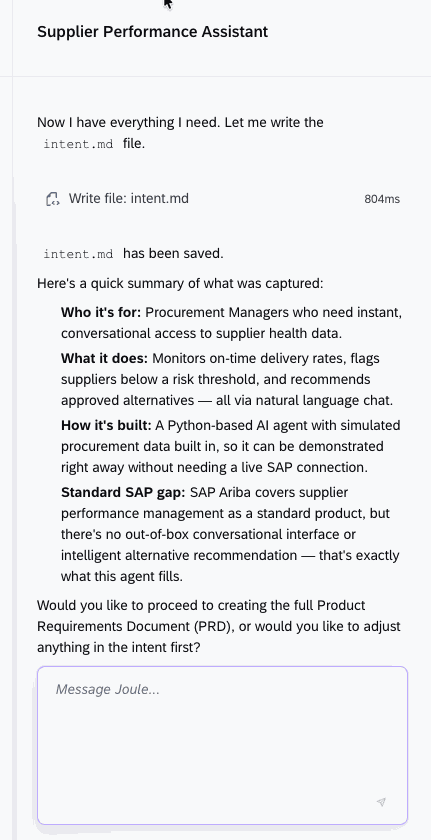 Supplier Performance Assistant
Now I have everything I need. Let me write the
intent.md file.
Write file: intent.md 804ms
intent.md has been saved.
Here's a quick summary of what was captured:
Who it's for: Procurement Managers who need instant,
conversational access to supplier health data.
What it does: Monitors on-time delivery rates, flags
suppliers below a risk threshold, and recommends
approved alternatives — all via natural language chat.
How it's built: A Python-based AI agent with simulated
procurement data built in, so it can be demonstrated
right away without needing a live SAP connection.
Standard SAP gap: SAP Ariba covers supplier
performance management as a standard product, but
there's no out-of-box conversational interface or
intelligent alternative recommendation — that's exactly
what this agent fills.
Would you like to proceed to creating the full Product
Requirements Document (PRD), or would you like to adjust
anything in the intent first?
Message Joule...